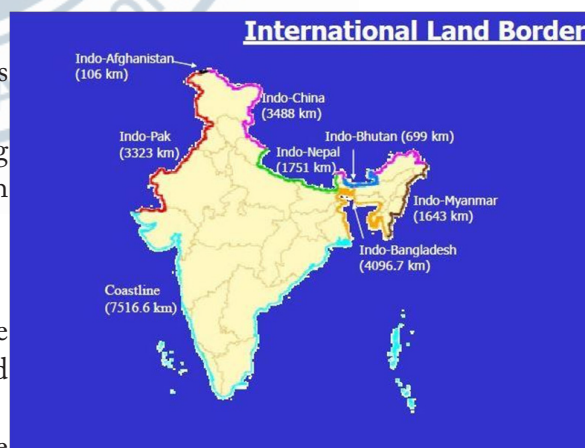 International Land Border
Indo-Afghanistan
(106 km)
Indo-China
(3488 km)
Indo-Pak
(3323 km)
Indo-Bhutan (699 km)
Indo-Nepal
(1751 km)
Indo-Myanmar
(1643 km)
Indo-Bangladesh
(4096.7 km)
Coastline
(7516.6 km)